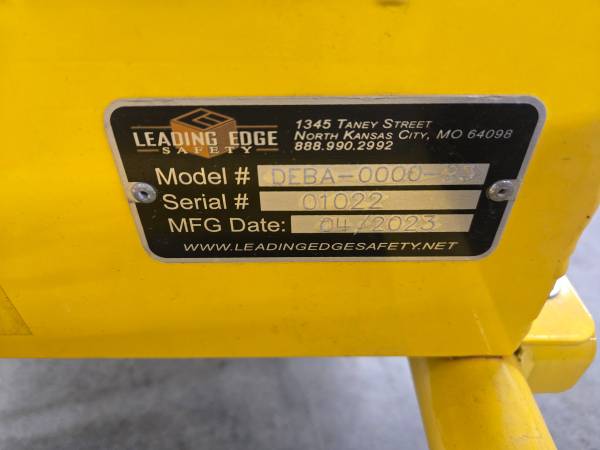 LEADING EDGE
SAFETY
1345 TANEY STREET
NORTH KANSAS CITY, MO 64098
888.990.2992
Model #
Serial # 01022
MFG Date: 04/2023
WWW.LEADINGEDGESAFETY.NET